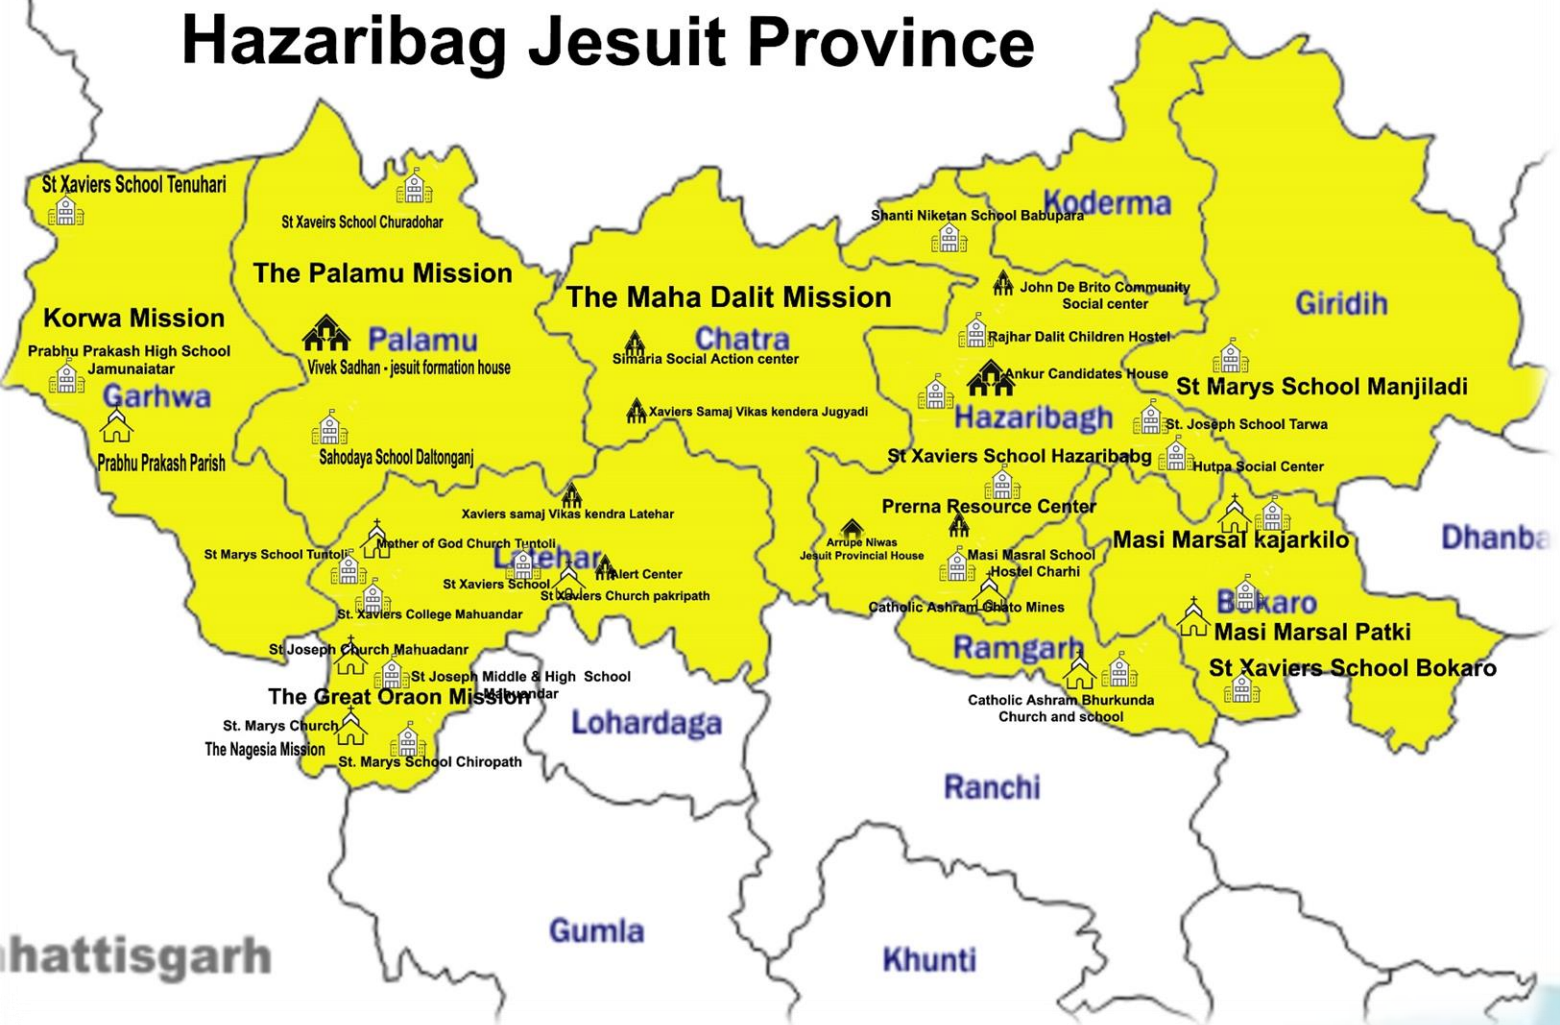 Hazaribag Jesuit Province
St Xaviers School Tenuhari
St Xaveirs School Churadohar
The Palamu Mission
Korwa Mission
Prabhu Prakash High School
Jamunaiatar
Garhwa
Prabhu Prakash Parish
Palamu
Vivek Sadhan - jesuit formation house
Sahodaya School Daltonganj
The Maha Dalit Mission
Chatra
Simaria Social Action center
Xaviers Samaj Vikas kendera Jugyadi
Shanti Niketan School Babupara
Koderma
John De Brito Community
Social center
Rajhar Dalit Children Hostel
Ankur Candidates House
Hazaribagh
Giridih
St Marys School Manjiladi
St. Joseph School Tarwa
Hutpa Social Center
St Xaviers School Hazaribabg
Prerna Resource Center
Arrupe Niwas
Jesuit Provincial House
Masi Masral School
Hostel Charhi
Catholic Ashram Ghato Mines
Ramgarh
Catholic Ashram Bhurkunda
Church and school
Masi Marsal kajarkilo
Bokaro
Masi Marsal Patki
St Xaviers School Bokaro
Dhanba
Xaviers samaj Vikas kendra Latehar
Mother of God Church Tuntoli
St Marys School Tuntoli
Latehar
Alert Center
St Xaviers School
St Xaviers Church pakripath
St. Xaviers College Mahuandar
St Joseph Church Mahuadanr
St Joseph Middle & High School
Mahuandar
The Great Oraon Mission
St. Marys Church
The Nagesia Mission
St. Marys School Chiropath
Lohardaga
Ranchi
Gumla
Khunti
hattisgarh